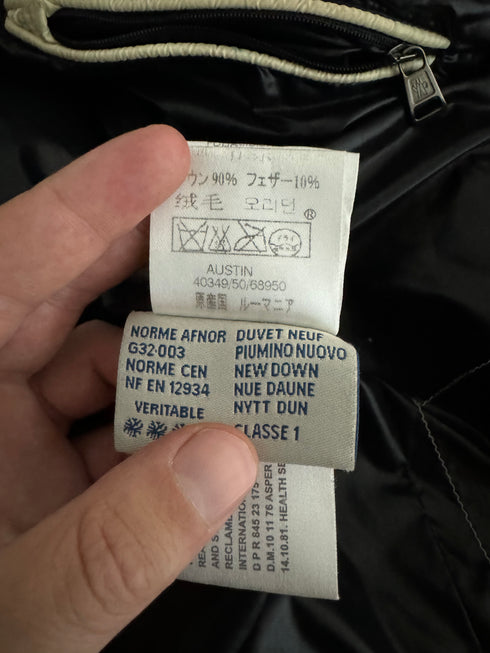 ウン90% フェザー10%
绒毛 오리털
®
AUSTIN
40349/50/68950
原産国 ルーマニア
NORME AFNOR
G32-003
NORME CEN
NF EN 12934
VERITABLE
DUVET NEUF
PIUMINO NUOVO
NEW DOWN
NUE DAUNE
NYTT DUN
CLASSE 1
RECLAME
INTERNATIO
D P R 845 23 175
D.M.10 11 76 ASPER
14.10.81. HEALTH SE